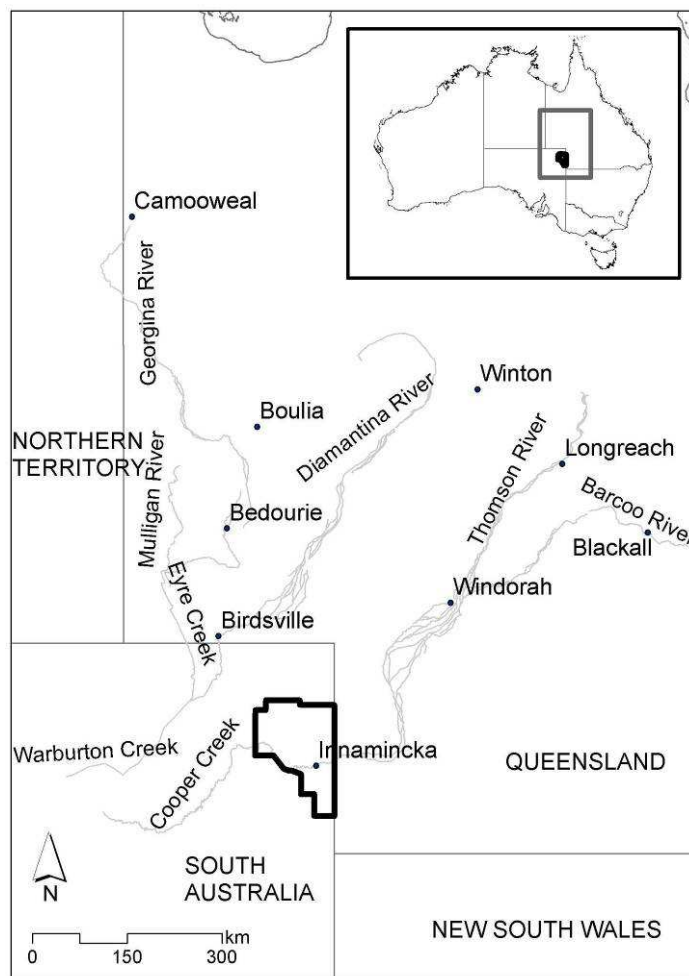 Camooweal
Georgina River
Winton
Boulia
Diamantina River
NORTHERN
TERRITORY
Longreach
Thomson River
Mulligan River
Barcoo River
Bedourie
Blackall
Eyre Creek
Windorah
Birdsville
Warburton Creek
Cooper Creek
Innamincka
QUEENSLAND
N
SOUTH
AUSTRALIA
NEW SOUTH WALES
km
0 150 300